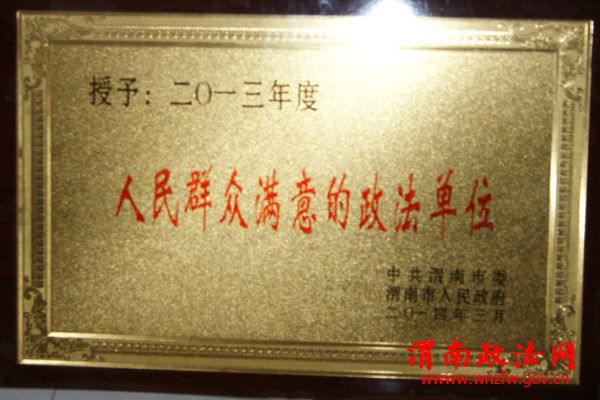 授予：二〇一三年度
人民群众满意的政法单位
中共渭南市委
渭南市人民政府
二〇一四年三月
渭南政法网
www.wnzfw.gov.cn